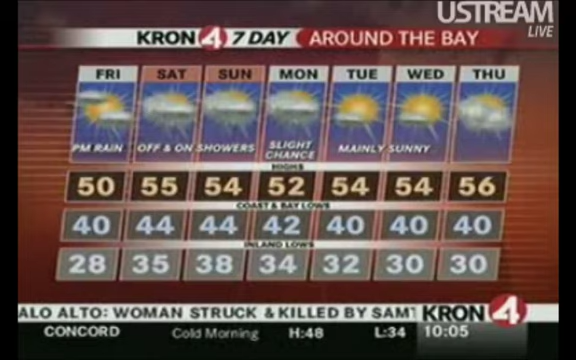 USTREAM
LIVE
KRON 4 7 DAY AROUND THE BAY
FRI SAT SUN MON TUE WED THU
PM RAIN OFF & ON SHOWERS SLIGHT CHANCE MAINLY SUNNY
HIGHS
50 55 54 52 54 54 56
COAST & BAY LOWS
40 44 44 42 40 40 40
INLAND LOWS
28 35 38 34 32 30 30
ALO ALTO: WOMAN STRUCK & KILLED BY SAMT KRON 4
CONCORD Cold Morning H:48 L:34 10:05